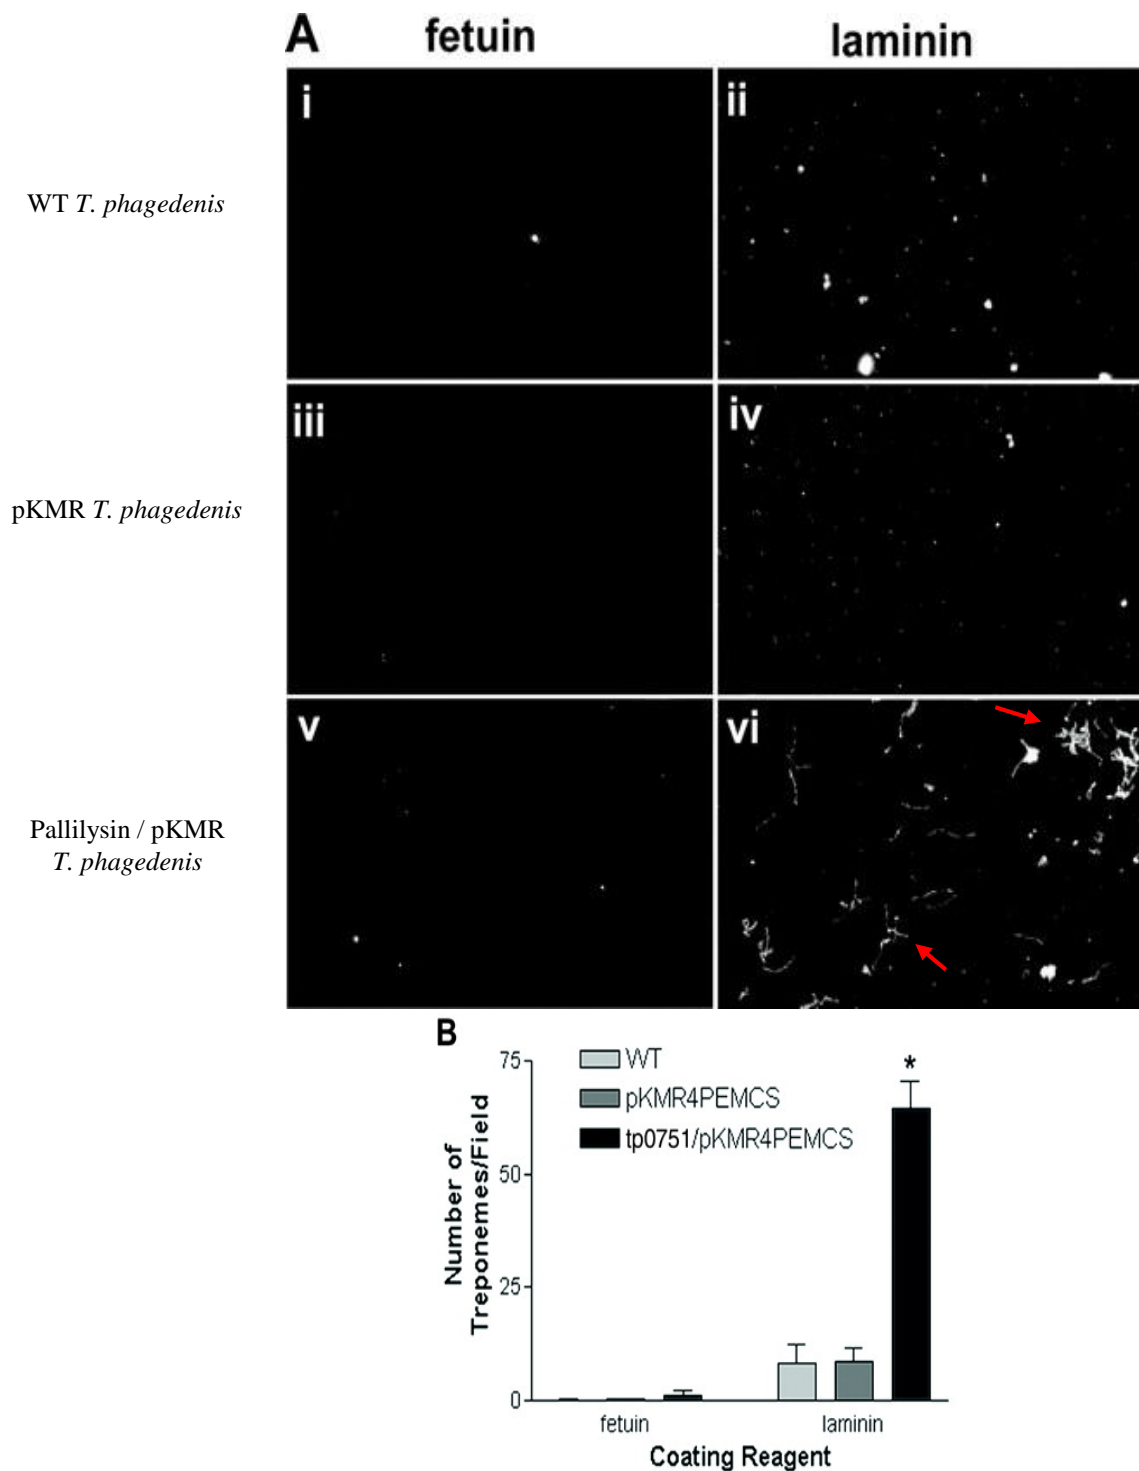 A
fetuin
laminin
i
ii
WT T. phagedenis
iii
iv
pKMR T. phagedenis
v
vi
Pallilysin / pKMR
T. phagedenis
B
WT
pKMR4PEMCS
tp0751/pKMR4PEMCS
*
75
50
25
0
Number of
Treponemes/Field
fetuin
laminin
Coating Reagent